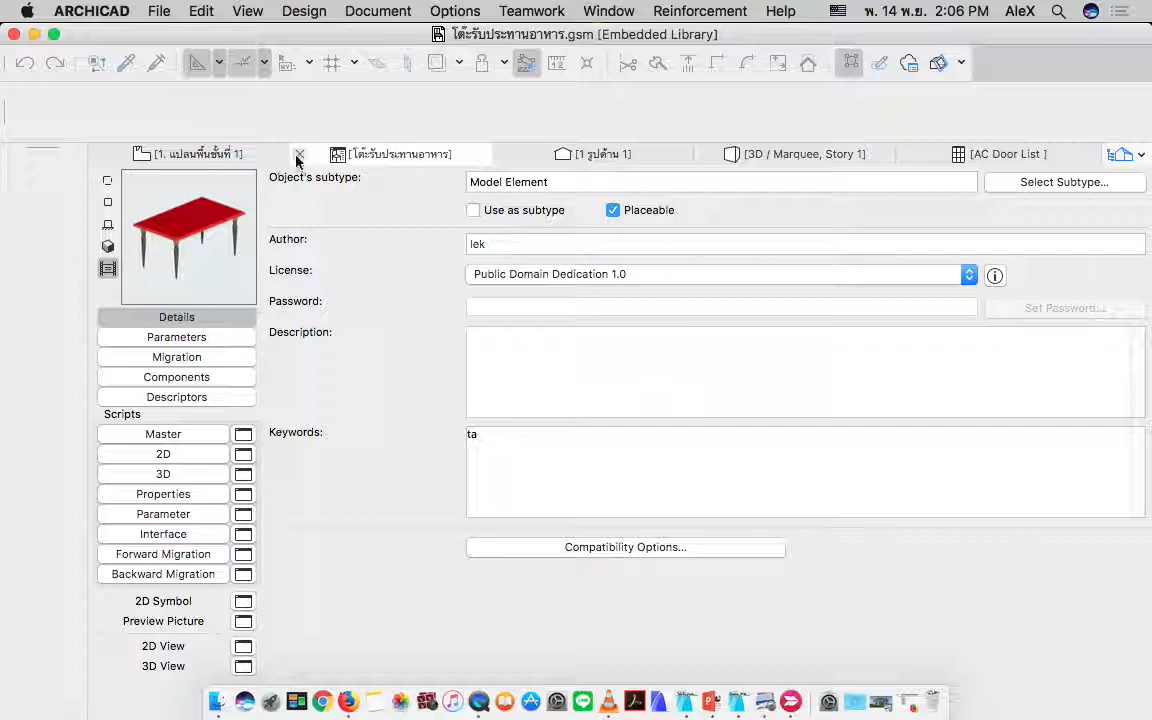 ARCHICAD File Edit View Design Document Options Teamwork Window Reinforcement Help พ. 14 พ.ย. 2:06 PM AleX
โต๊ะรับประทานอาหาร.gsm [Embedded Library]
[1. แปลนพื้นชั้นที่ 1] [โต๊ะรับประทานอาหาร] [1 รูปด้าน 1] [3D / Marquee, Story 1] [AC Door List ]
Object's subtype: Model Element Select Subtype...
Use as subtype Placeable
Author: lek
License: Public Domain Dedication 1.0
Password: Set Password...
Description:
Keywords: ta
Compatibility Options...
Details
Parameters
Migration
Components
Descriptors
Scripts
Master
2D
3D
Properties
Parameter
Interface
Forward Migration
Backward Migration
2D Symbol
Preview Picture
2D View
3D View